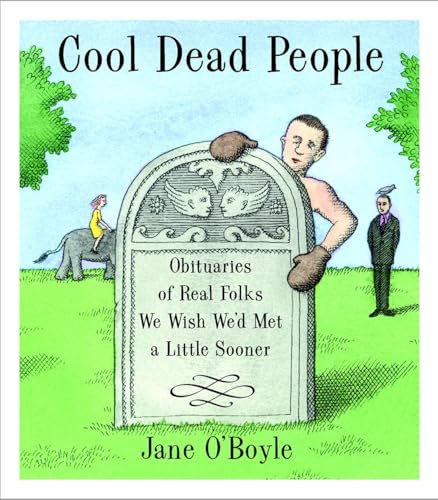 Cool Dead People
Obituaries
of Real Folks
We Wish We'd Met
a Little Sooner
Jane O'Boyle